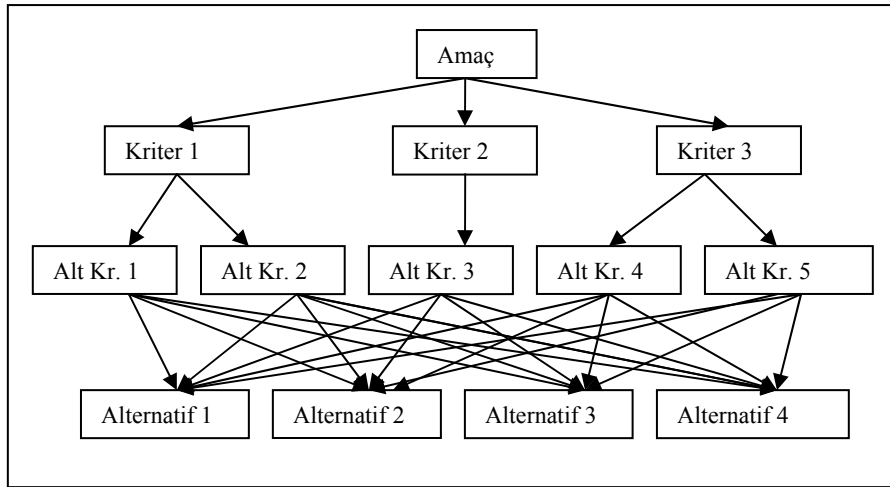 Amaç
Kriter 1
Kriter 2
Kriter 3
Alt Kr. 1
Alt Kr. 2
Alt Kr. 3
Alt Kr. 4
Alt Kr. 5
Alternatif 1
Alternatif 2
Alternatif 3
Alternatif 4